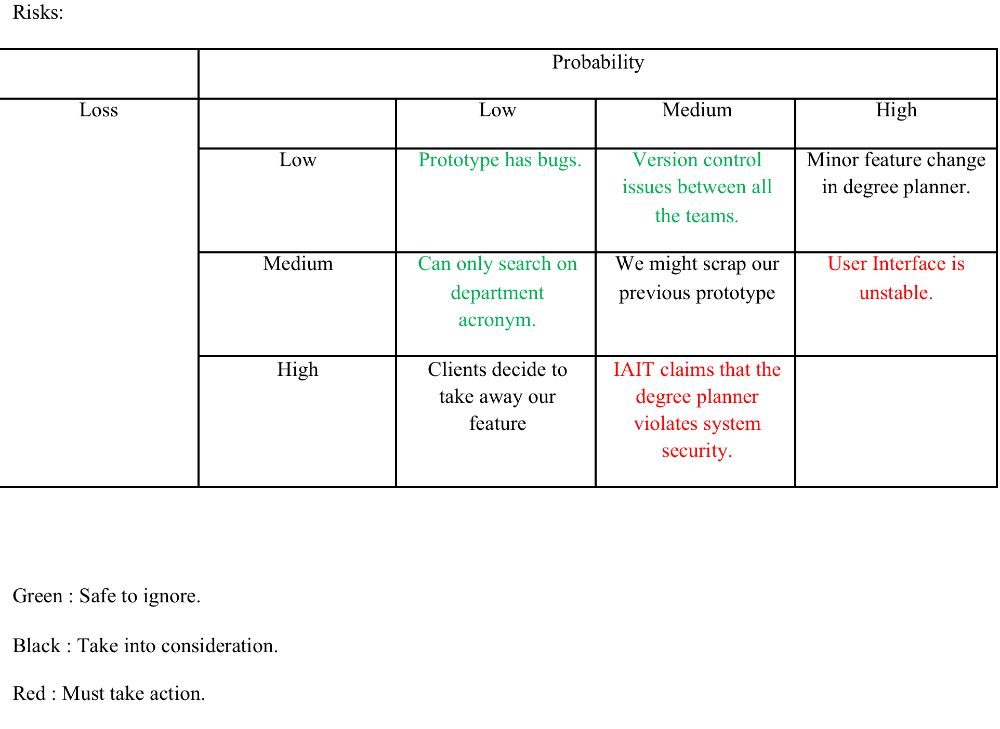 Risks:
Probability
Loss
Low
Medium
High
Low
Prototype has bugs.
Version control
issues between all
the teams.
Minor feature change
in degree planner.
Medium
Can only search on
department
acronym.
We might scrap our
previous prototype
User Interface is
unstable.
High
Clients decide to
take away our
feature
IAIT claims that the
degree planner
violates system
security.
Green : Safe to ignore.
Black : Take into consideration.
Red : Must take action.